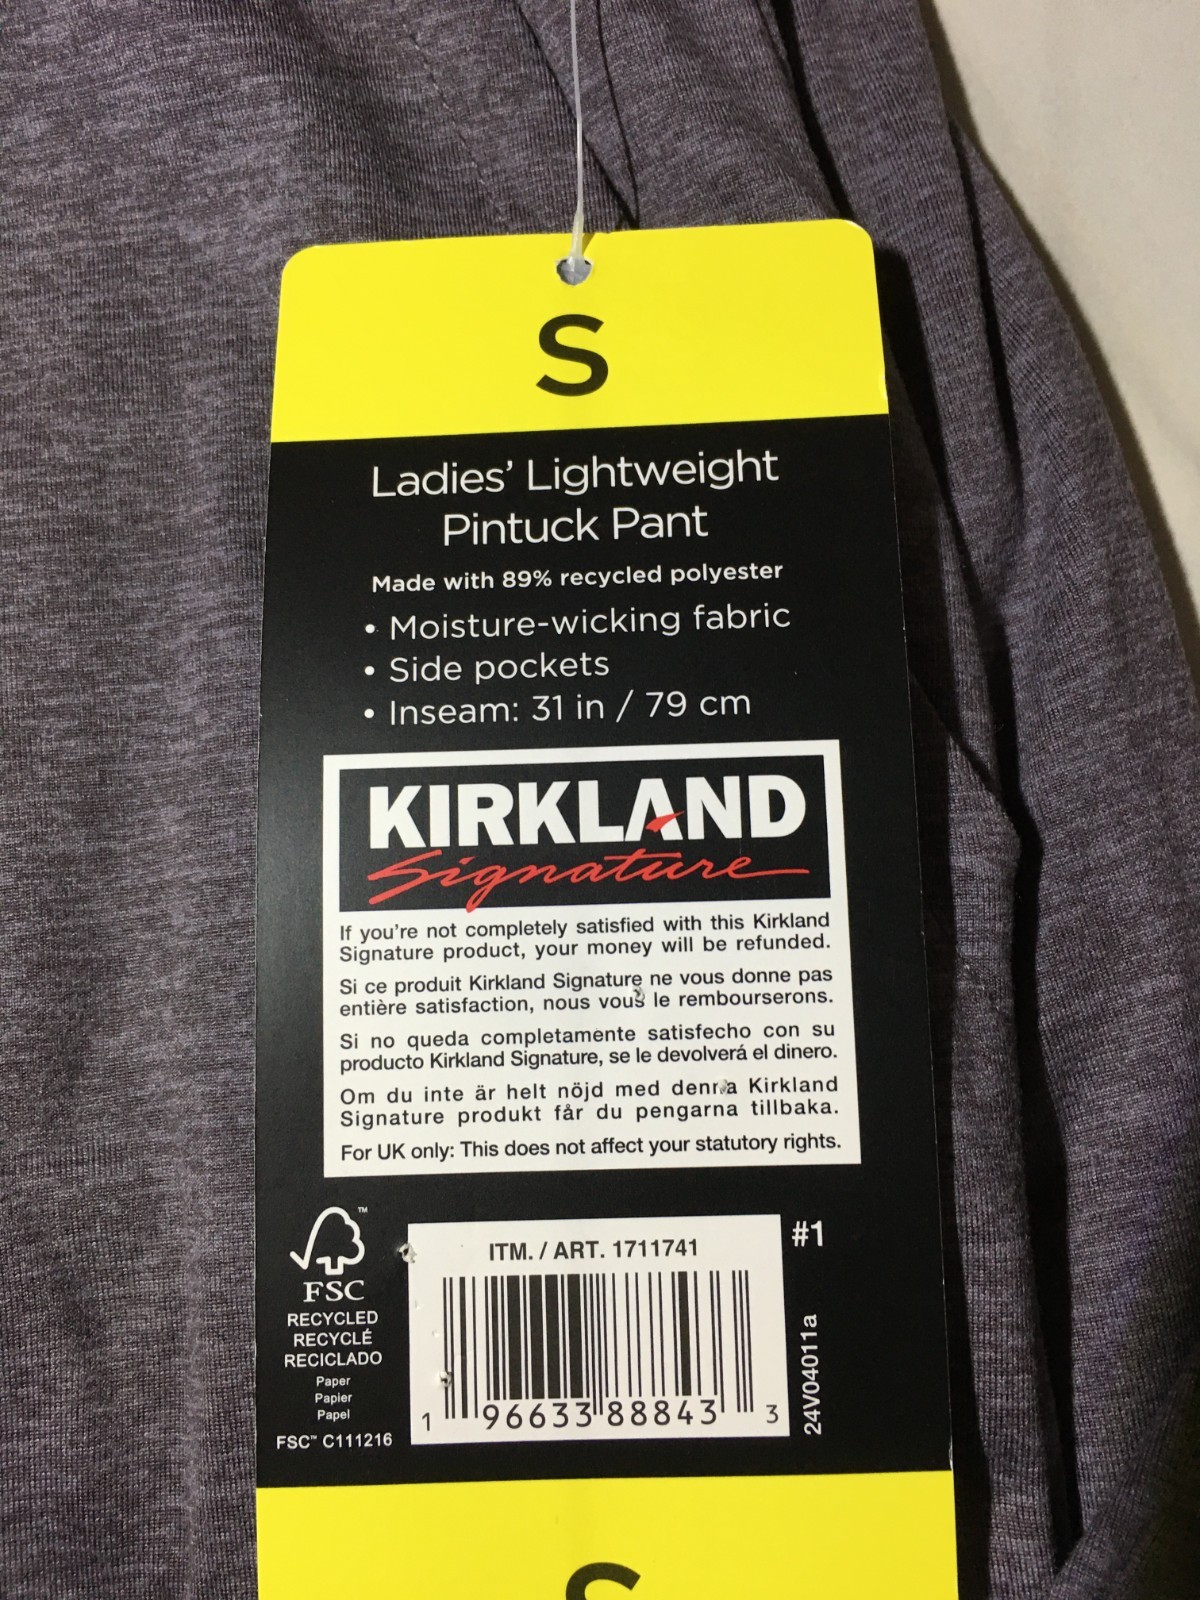 S
Ladies' Lightweight
Pintuck Pant
Made with 89% recycled polyester
• Moisture-wicking fabric
• Side pockets
• Inseam: 31 in / 79 cm
KIRKLAND
Signature
If you're not completely satisfied with this Kirkland
Signature product, your money will be refunded.
Si ce produit Kirkland Signature ne vous donne pas
entière satisfaction, nous vous le rembourserons.
Si no queda completamente satisfecho con su
producto Kirkland Signature, se le devolverá el dinero.
Om du inte är helt nöjd med denna Kirkland
Signature produkt får du pengarna tillbaka.
For UK only: This does not affect your statutory rights.
™
FSC
RECYCLED
RECYCLÉ
RECICLADO
Paper
Papier
Papel
FSC™ C111216
ITM. / ART. 1711741
1 96633 88843 3
#1
24V04011a
S